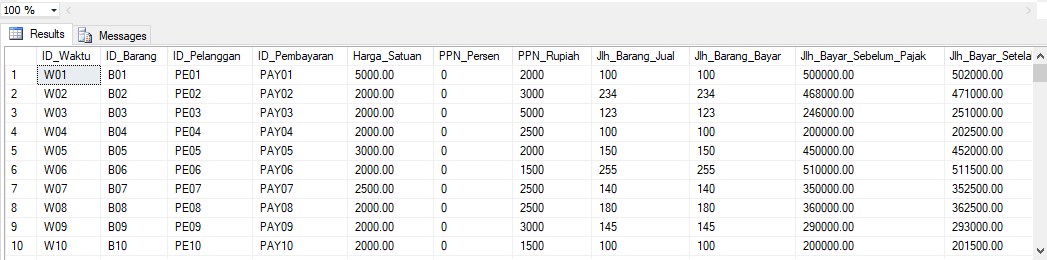 100 %
Results Messages
ID_Waktu ID_Barang ID_Pelanggan ID_Pembayaran Harga_Satuan PPN_Persen PPN_Rupiah Jlh_Barang_Jual Jlh_Barang_Bayar Jlh_Bayar_Sebelum_Pajak Jlh_Bayar_Setela
1 W01 B01 PE01 PAY01 5000.00 0 2000 100 100 500000.00 502000.00
2 W02 B02 PE02 PAY02 2000.00 0 3000 234 234 468000.00 471000.00
3 W03 B03 PE03 PAY03 2000.00 0 5000 123 123 246000.00 251000.00
4 W04 B04 PE04 PAY04 2000.00 0 2500 100 100 200000.00 202500.00
5 W05 B05 PE05 PAY05 3000.00 0 2000 150 150 450000.00 452000.00
6 W06 B06 PE06 PAY06 2000.00 0 1500 255 255 510000.00 511500.00
7 W07 B07 PE07 PAY07 2500.00 0 2500 140 140 350000.00 352500.00
8 W08 B08 PE08 PAY08 2000.00 0 2500 180 180 360000.00 362500.00
9 W09 B09 PE09 PAY09 2000.00 0 3000 145 145 290000.00 293000.00
10 W10 B10 PE10 PAY10 2000.00 0 1500 100 100 200000.00 201500.00